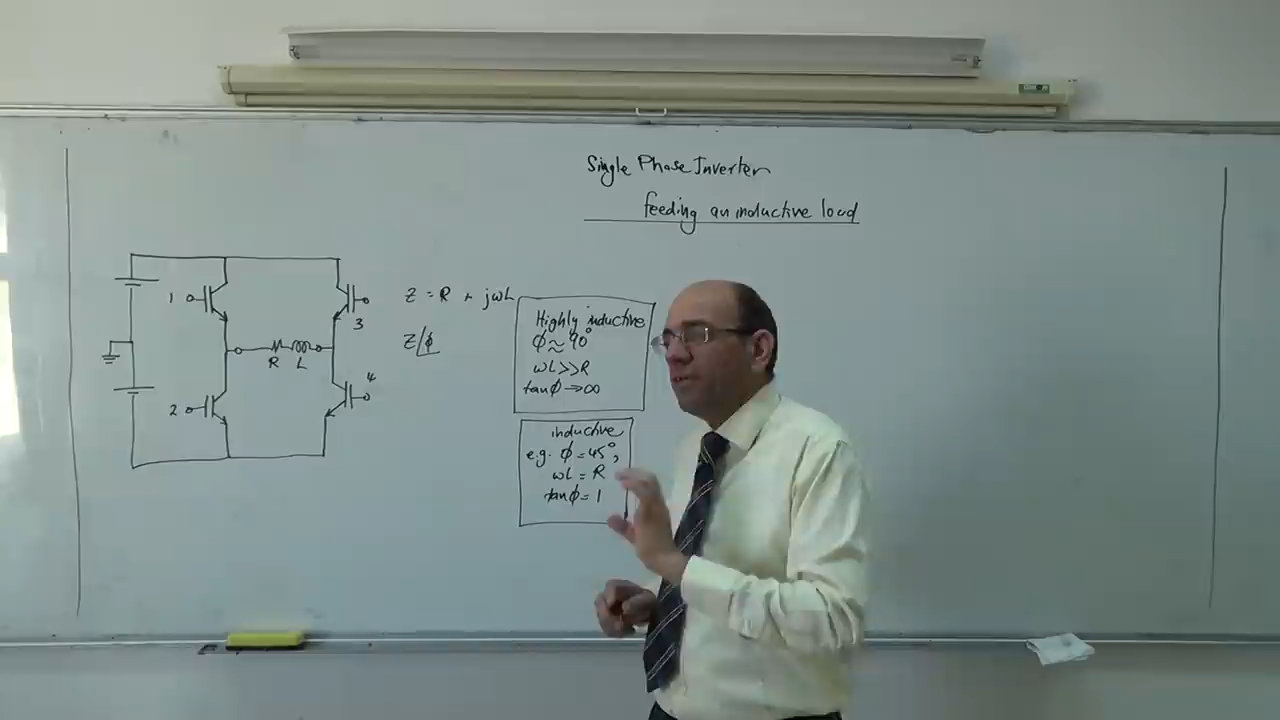 Single Phase Inverter
feeding an inductive load
1
3
R L
2
4
Z = R + jωL
Z/ϕ
Highly inductive
ϕ ≈ 90°
ωL>>R
tanϕ→∞
inductive
e.g. ϕ = 45°,
ωL = R
tanϕ = 1